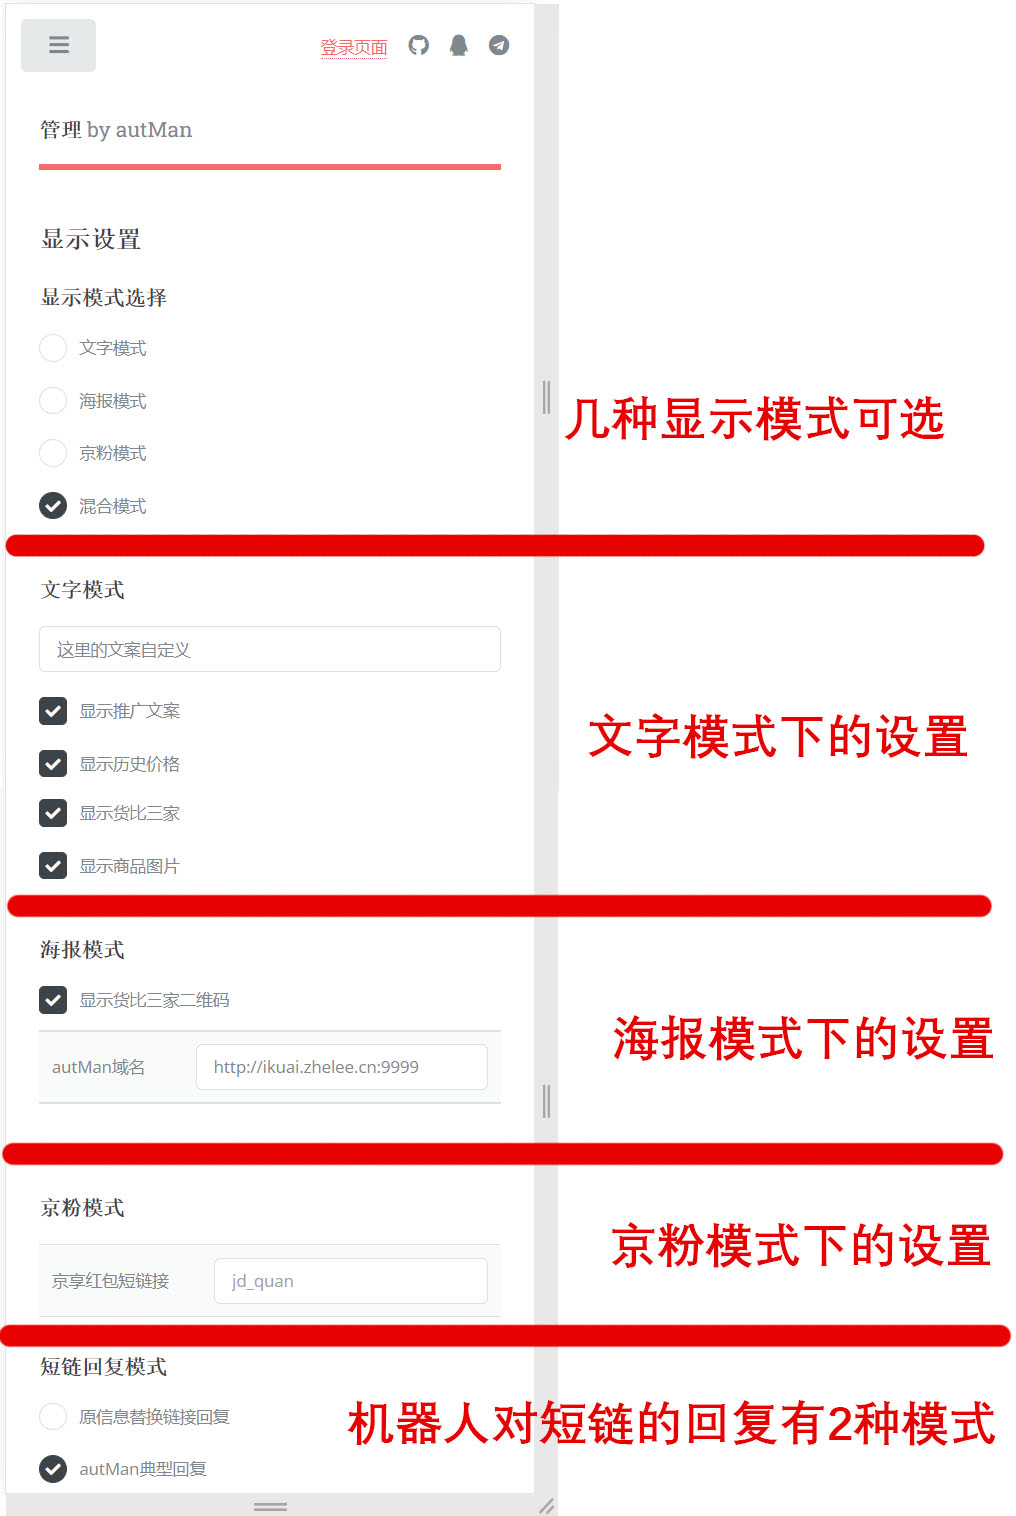 登录页面
管理 by autMan
显示设置
显示模式选择
文字模式
海报模式
京粉模式
混合模式
几种显示模式可选
文字模式
这里的文案自定义
显示推广文案
显示历史价格
显示货比三家
显示商品图片
文字模式下的设置
海报模式
显示货比三家二维码
autMan域名 http://ikuai.zhelee.cn:9999
海报模式下的设置
京粉模式
京享红包短链接 jd_quan
京粉模式下的设置
短链回复模式
原信息替换链接回复
autMan典型回复
机器人对短链的回复有2种模式